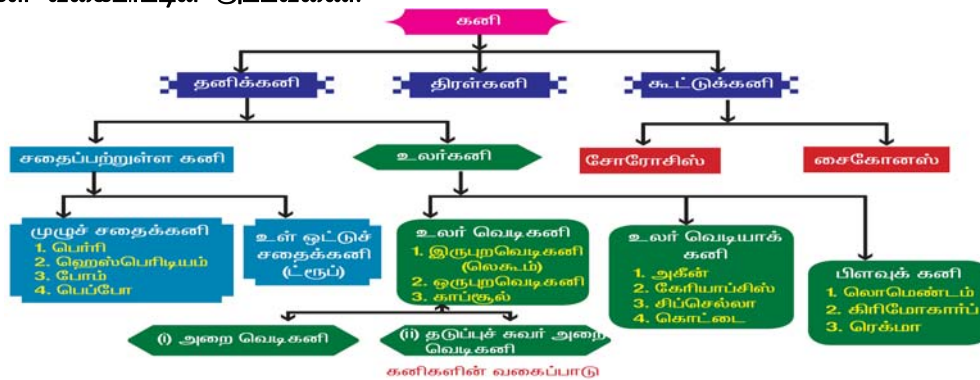 கனி
தனிக்கனி
திரள்கனி
கூட்டுக்கனி
சதைப்பற்றுள்ள கனி
உலர்கனி
சோரோசிஸ்
சைகோனஸ்
முழுச் சதைக்கனி
1. பெர்ரி
2. ஹெஸ்பெரிடியம்
3. போம்
4. பெப்போ
உள் ஓட்டுச்
சதைக்கனி
(ட்ரூப்)
உலர் வெடிகனி
1. இருபுறவெடிகனி
(லெகூம்)
2. ஒருபுறவெடிகனி
3. காப்சூல்
உலர் வெடியாக்
கனி
1. அகீன்
2. கேரியாப்சிஸ்
3. சிப்செல்லா
4. கொட்டை
பிளவுக் கனி
1. லொமெண்டம்
2. கிரிமோகார்ப்
3. ரெக்மா
(i) அறை வெடிகனி
(ii) தடுப்புச் சுவர் அறை
வெடிகனி
கனிகளின் வகைப்பாடு